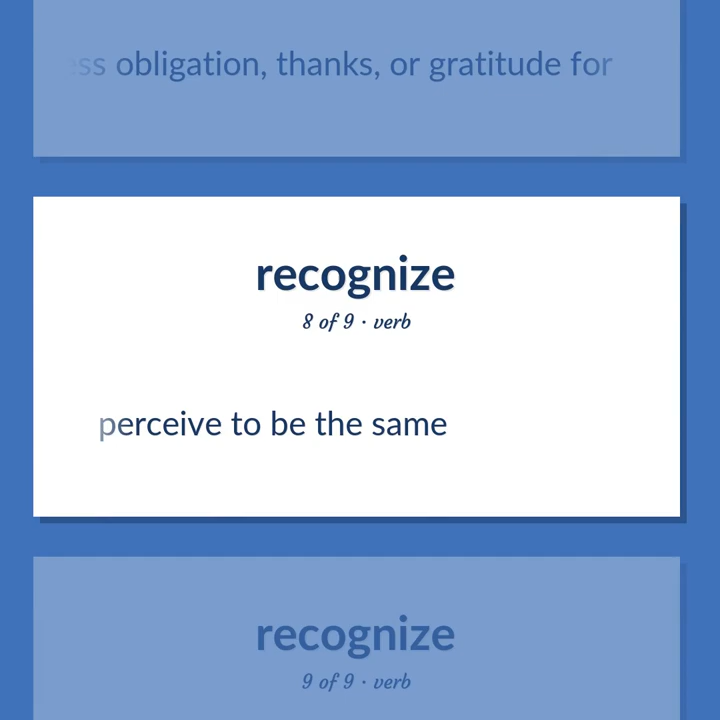 obligation, thanks, or gratitude for
recognize
8 of 9 · verb
perceive to be the same
recognize
9 of 9 · verb